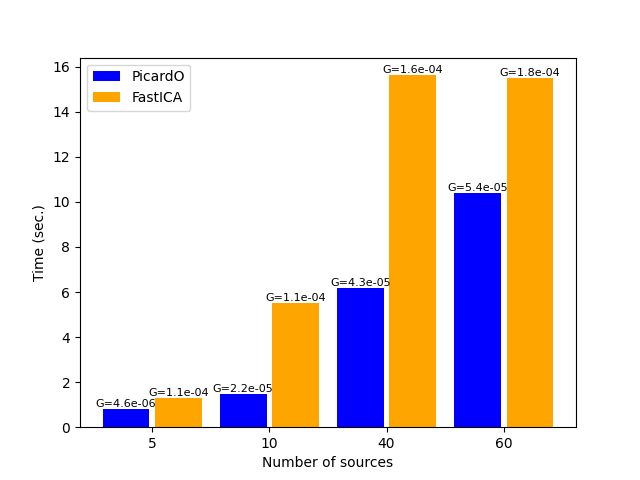 PicardO
FastICA
16
14
12
10
8
6
4
2
0
Time (sec.)
G=4.6e-06
G=1.1e-04
G=2.2e-05
G=1.1e-04
G=4.3e-05
G=1.6e-04
G=5.4e-05
G=1.8e-04
5 10 40 60
Number of sources